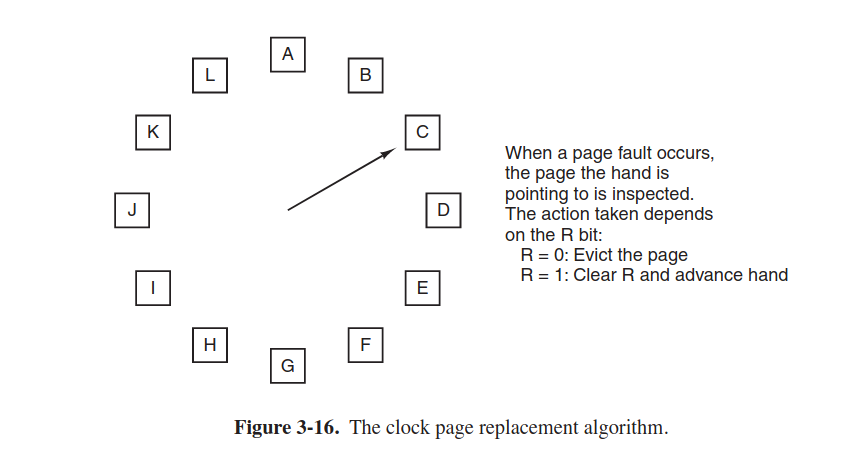 A
L
B
K
C
When a page fault occurs,
the page the hand is
pointing to is inspected.
The action taken depends
on the R bit:
R = 0: Evict the page
R = 1: Clear R and advance hand
J
D
I
E
H
F
G
Figure 3-16. The clock page replacement algorithm.